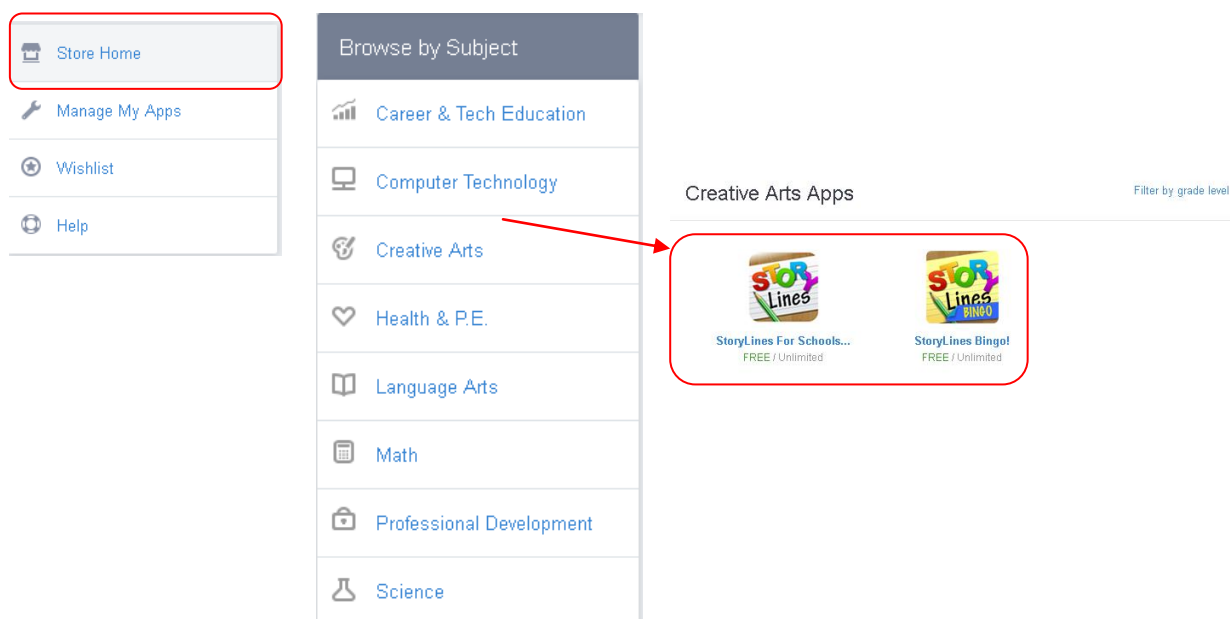 Store Home
Manage My Apps
Wishlist
Help
Browse by Subject
Career & Tech Education
Computer Technology
Creative Arts
Health & P.E.
Language Arts
Math
Professional Development
Science
Creative Arts Apps
Filter by grade level
STORY
Lines
STORY
Lines
BINGO
StoryLines For Schools...
StoryLines Bingo!
FREE / Unlimited
FREE / Unlimited